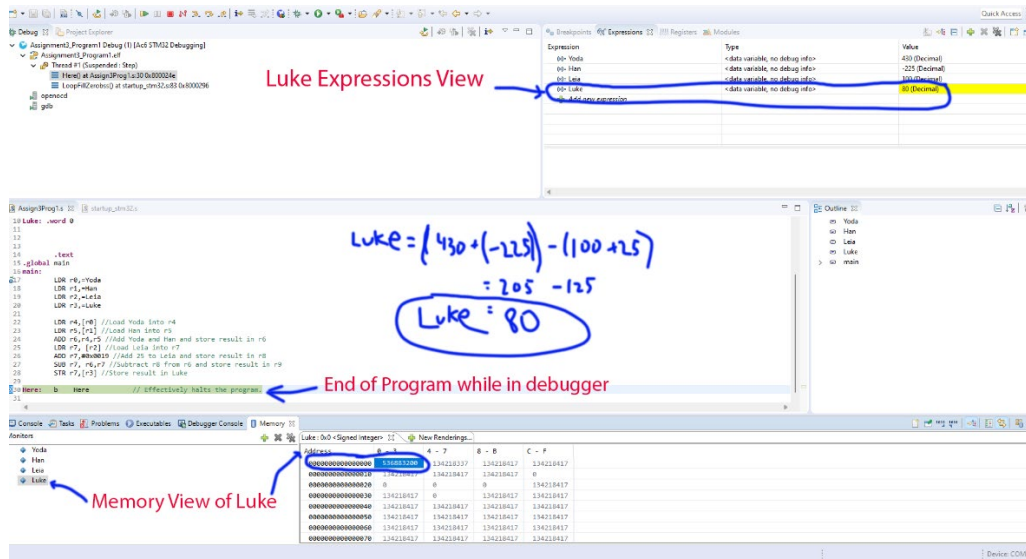 Quick Access
Debug
Project Explorer
Assignment3_Program1 Debug (1) [Ac6 STM32 Debugging]
Assignment3_Program1.elf
Thread #1 (Suspended : Step)
Here() at Assign3Prog1.s:30 0x800024e
LoopFillZerobss() at startup_stm32.s:83 0x8000296
openocd
gdb
Luke Expressions View
Breakpoints Expressions Registers Modules
Expression Type Value
Yoda <data variable, no debug info> 430 (Decimal)
Han <data variable, no debug info> -225 (Decimal)
Leia <data variable, no debug info> 100 (Decimal)
Luke <data variable, no debug info> 80 (Decimal)
Add new expression
Assign3Prog1.s startup_stm32.s
10 Luke: .word 0
11
12
13
14 .text
15 .global main
16 main:
17 LDR r0,=Yoda
18 LDR r1,=Han
19 LDR r2,=Leia
20 LDR r3,=Luke
21
22 LDR r4,[r0] //Load Yoda into r4
23 LDR r5,[r1] //Load Han into r5
24 ADD r6,r4,r5 //Add Yoda and Han and store result in r6
25 LDR r7, [r2] //Load Leia into r7
26 ADD r7,#0x0019 //Add 25 to Leia and store result in r8
27 SUB r7, r6,r7 //Subtract r8 from r6 and store result in r9
28 STR r7,[r3] //Store result in Luke
30 Here: b Here // Effectively halts the program.
31
Luke = (430 + (-225)) - (100 + 25)
= 205 - 125
Luke = 80
End of Program while in debugger
Outline
Yoda
Han
Leia
Luke
main
Console Tasks Problems Executables Debugger Console Memory
Monitors
Yoda
Han
Leia
Luke
Memory View of Luke
Luke : 0x0 <Signed Integer> New Renderings...
Address 0 - 3 4 - 7 8 - B C - F
0000000000000000 536883200 134218337 134218417 134218417
0000000000000010 134218417 134218417 134218417 0
0000000000000020 0 0 0 134218417
0000000000000030 134218417 0 134218417 134218417
0000000000000040 134218417 134218417 134218417 134218417
0000000000000050 134218417 134218417 134218417 134218417
0000000000000060 134218417 134218417 134218417 134218417
0000000000000070 134218417 134218417 134218417 134218417
Device: COM